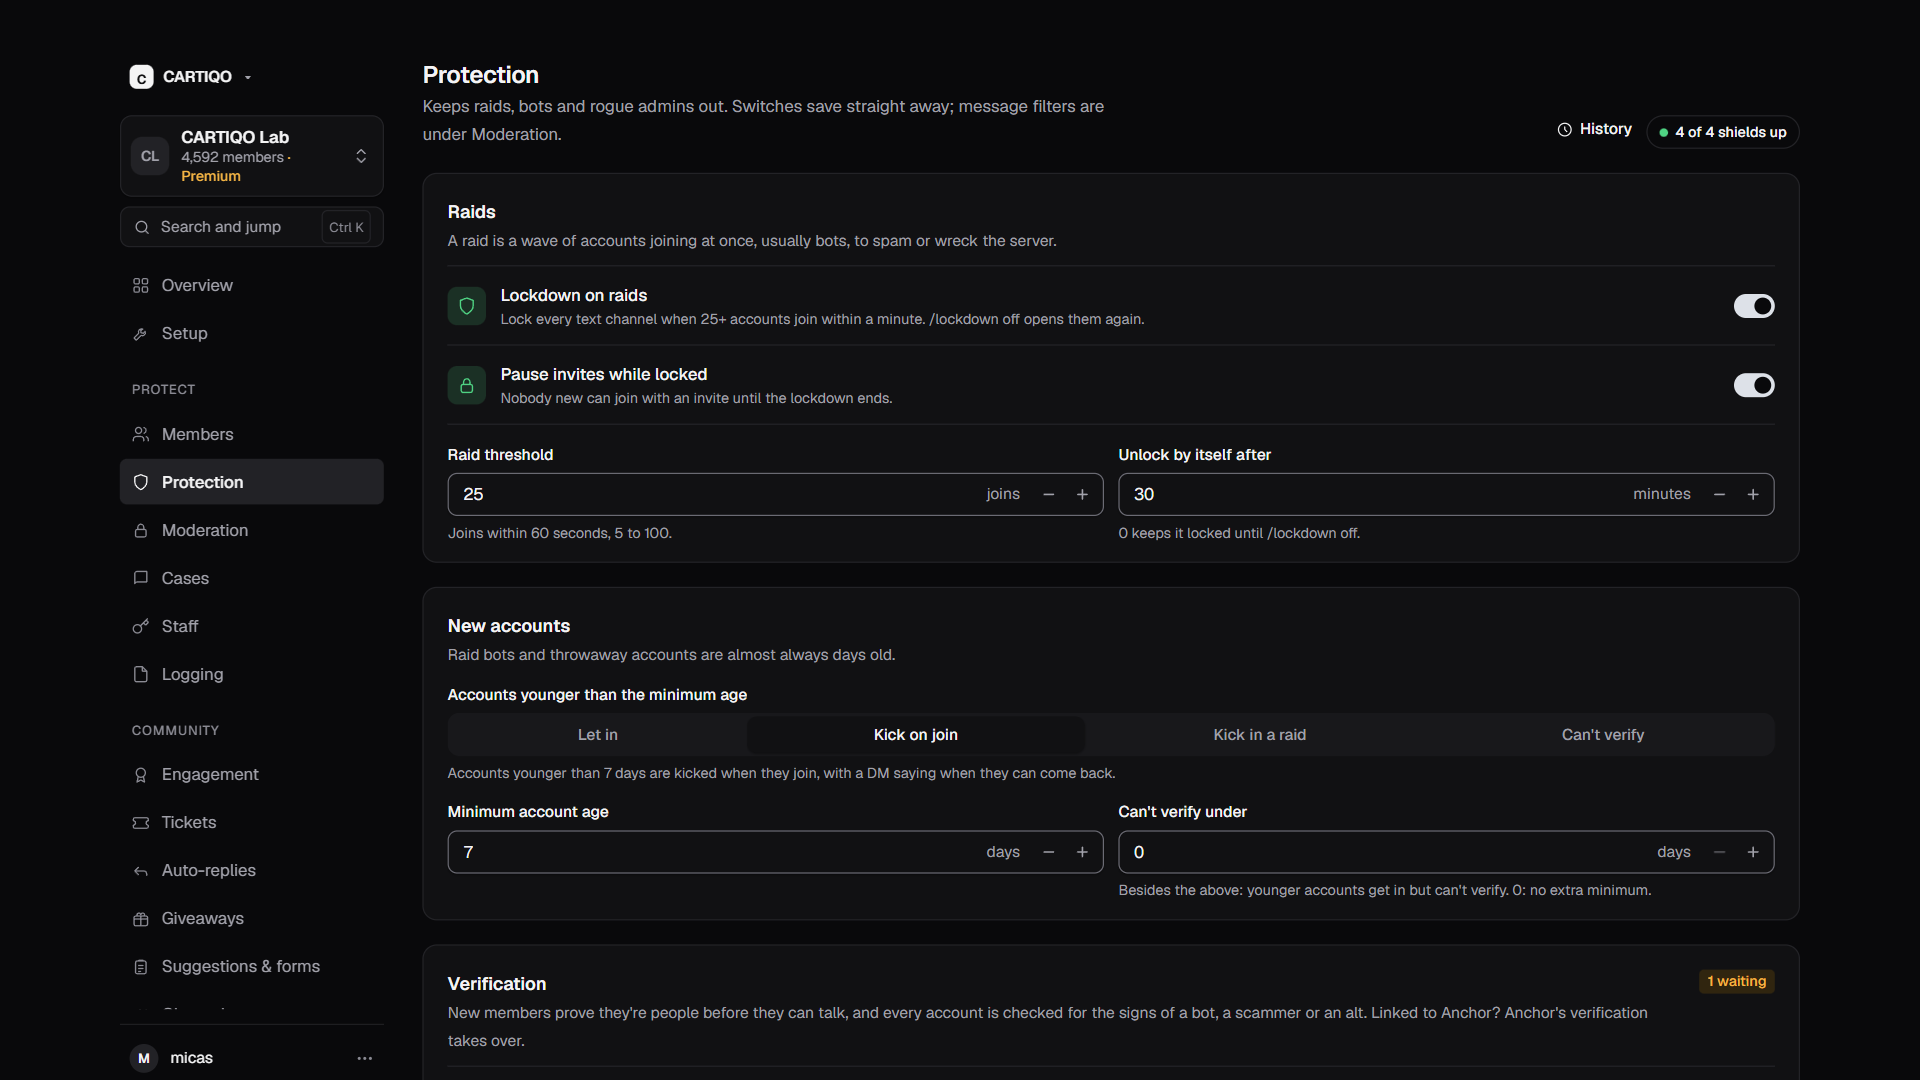 C CARTIQO
CL
CARTIQO Lab
4,592 members ·
Premium
Search and jump Ctrl K
Overview
Setup
PROTECT
Members
Protection
Moderation
Cases
Staff
Logging
COMMUNITY
Engagement
Tickets
Auto-replies
Giveaways
Suggestions & forms
M micas
Protection
Keeps raids, bots and rogue admins out. Switches save straight away; message filters are
under Moderation.
History
4 of 4 shields up
Raids
A raid is a wave of accounts joining at once, usually bots, to spam or wreck the server.
Lockdown on raids
Lock every text channel when 25+ accounts join within a minute. /lockdown off opens them again.
Pause invites while locked
Nobody new can join with an invite until the lockdown ends.
Raid threshold
25 joins
Joins within 60 seconds, 5 to 100.
Unlock by itself after
30 minutes
0 keeps it locked until /lockdown off.
New accounts
Raid bots and throwaway accounts are almost always days old.
Accounts younger than the minimum age
Let in Kick on join Kick in a raid Can't verify
Accounts younger than 7 days are kicked when they join, with a DM saying when they can come back.
Minimum account age
7 days
Can't verify under
0 days
Besides the above: younger accounts get in but can't verify. 0: no extra minimum.
Verification
1 waiting
New members prove they're people before they can talk, and every account is checked for the signs of a bot, a scammer or an alt. Linked to Anchor? Anchor's verification
takes over.